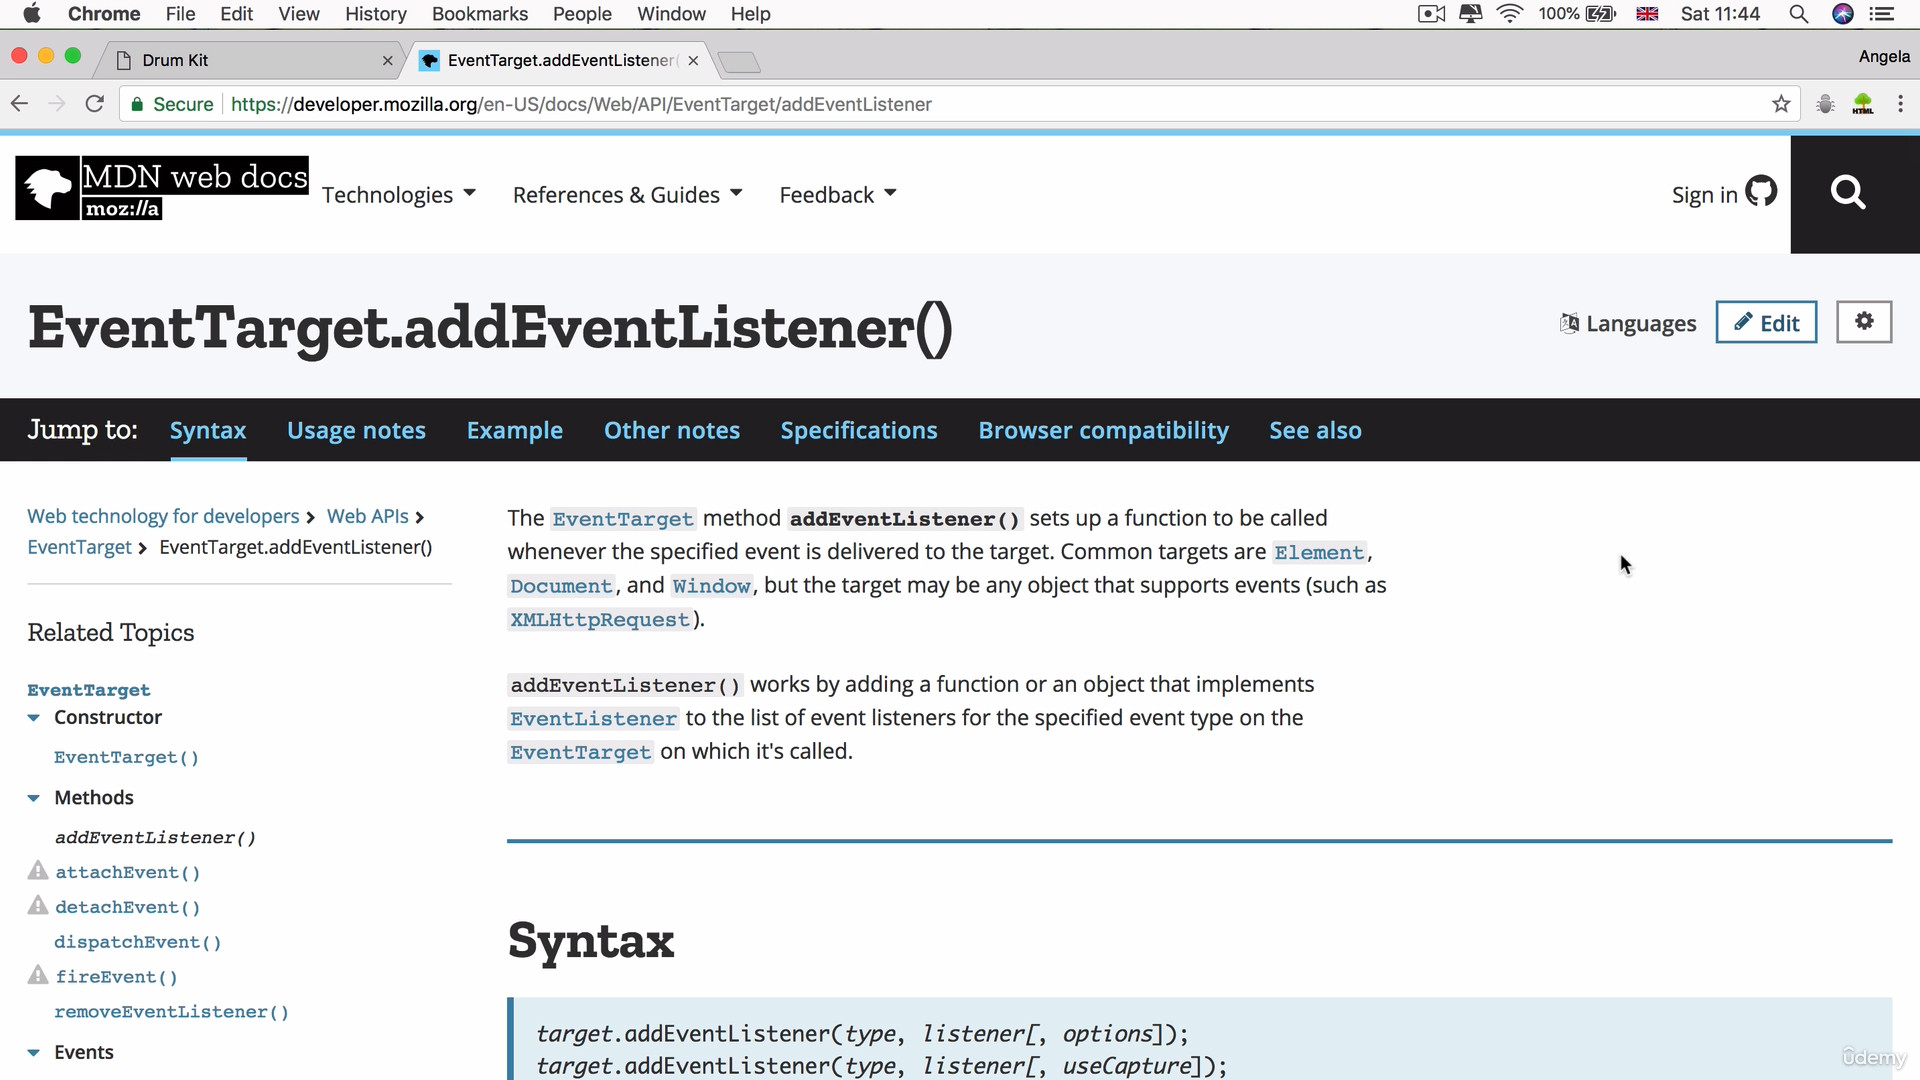 Chrome File Edit View History Bookmarks People Window Help 100% Sat 11:44
Drum Kit EventTarget.addEventListener( Angela
Secure https://developer.mozilla.org/en-US/docs/Web/API/EventTarget/addEventListener HTML
MDN web docs
moz://a
Technologies References & Guides Feedback Sign in
EventTarget.addEventListener()
Languages Edit
Jump to: Syntax Usage notes Example Other notes Specifications Browser compatibility See also
Web technology for developers › Web APIs ›
EventTarget › EventTarget.addEventListener()
Related Topics
EventTarget
Constructor
EventTarget()
Methods
addEventListener()
attachEvent()
detachEvent()
dispatchEvent()
fireEvent()
removeEventListener()
Events
The EventTarget method addEventListener() sets up a function to be called
whenever the specified event is delivered to the target. Common targets are Element,
Document, and Window, but the target may be any object that supports events (such as
XMLHttpRequest).
addEventListener() works by adding a function or an object that implements
EventListener to the list of event listeners for the specified event type on the
EventTarget on which it's called.
Syntax
target.addEventListener(type, listener[, options]);
target.addEventListener(type, listener[, useCapture]);
ûdemy